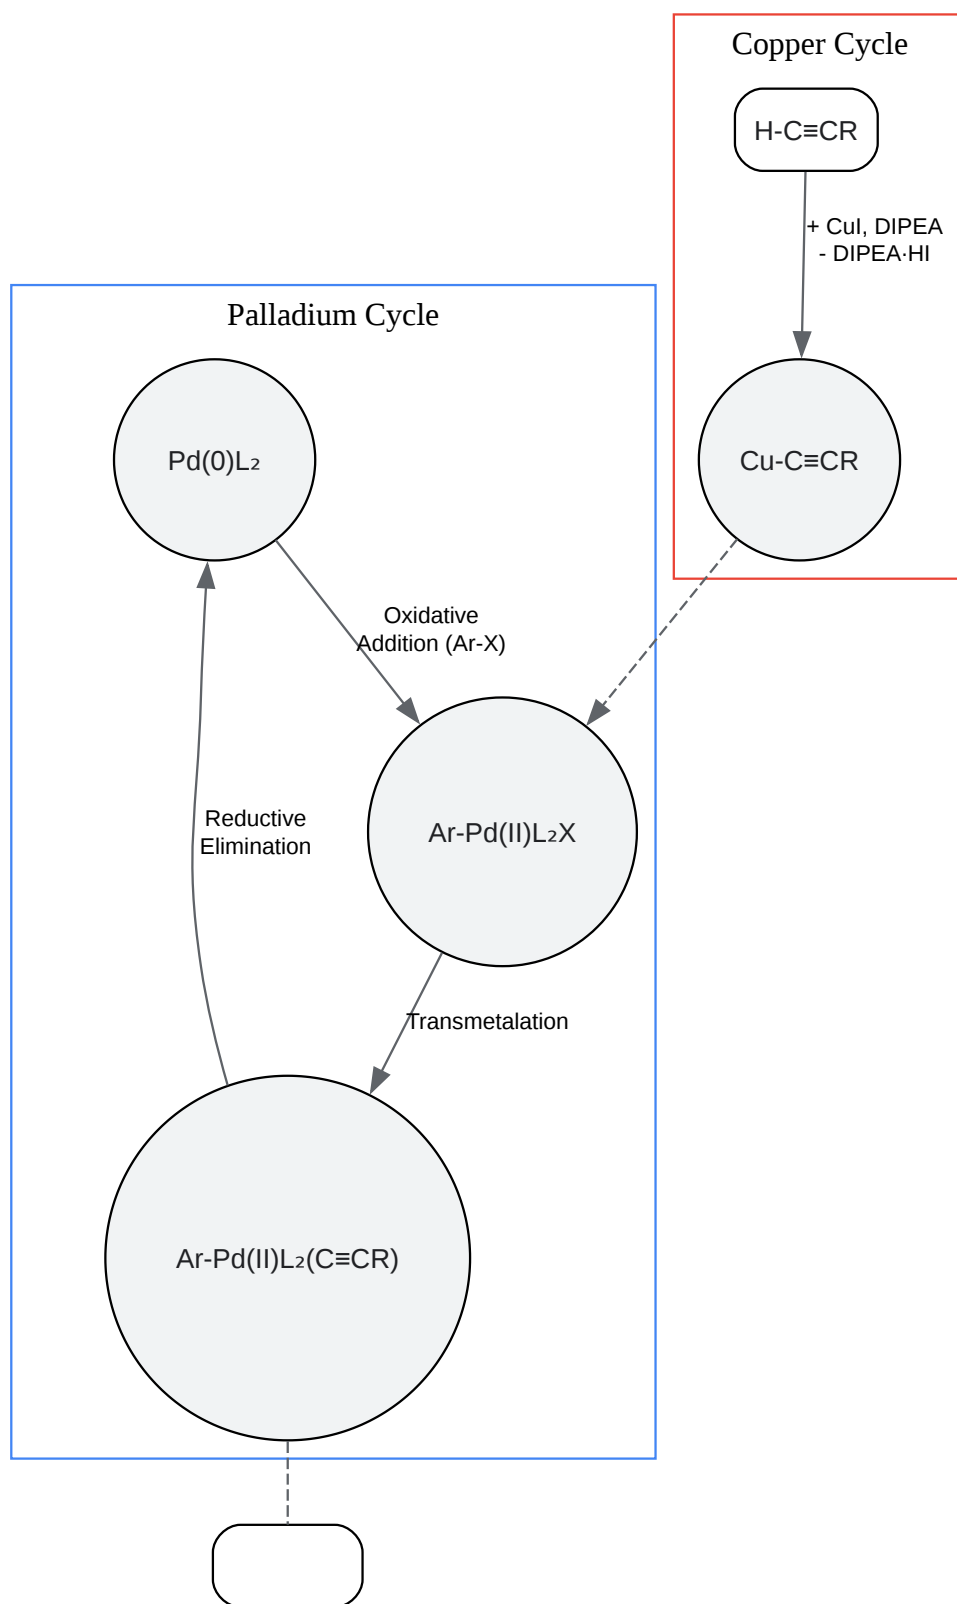 Copper Cycle
H-C≡CR
+ CuI, DIPEA
- DIPEA·HI
Cu-C≡CR
Palladium Cycle
Pd(0)L₂
Oxidative
Addition (Ar-X)
Ar-Pd(II)L₂X
Reductive
Elimination
Transmetalation
Ar-Pd(II)L₂(C≡CR)